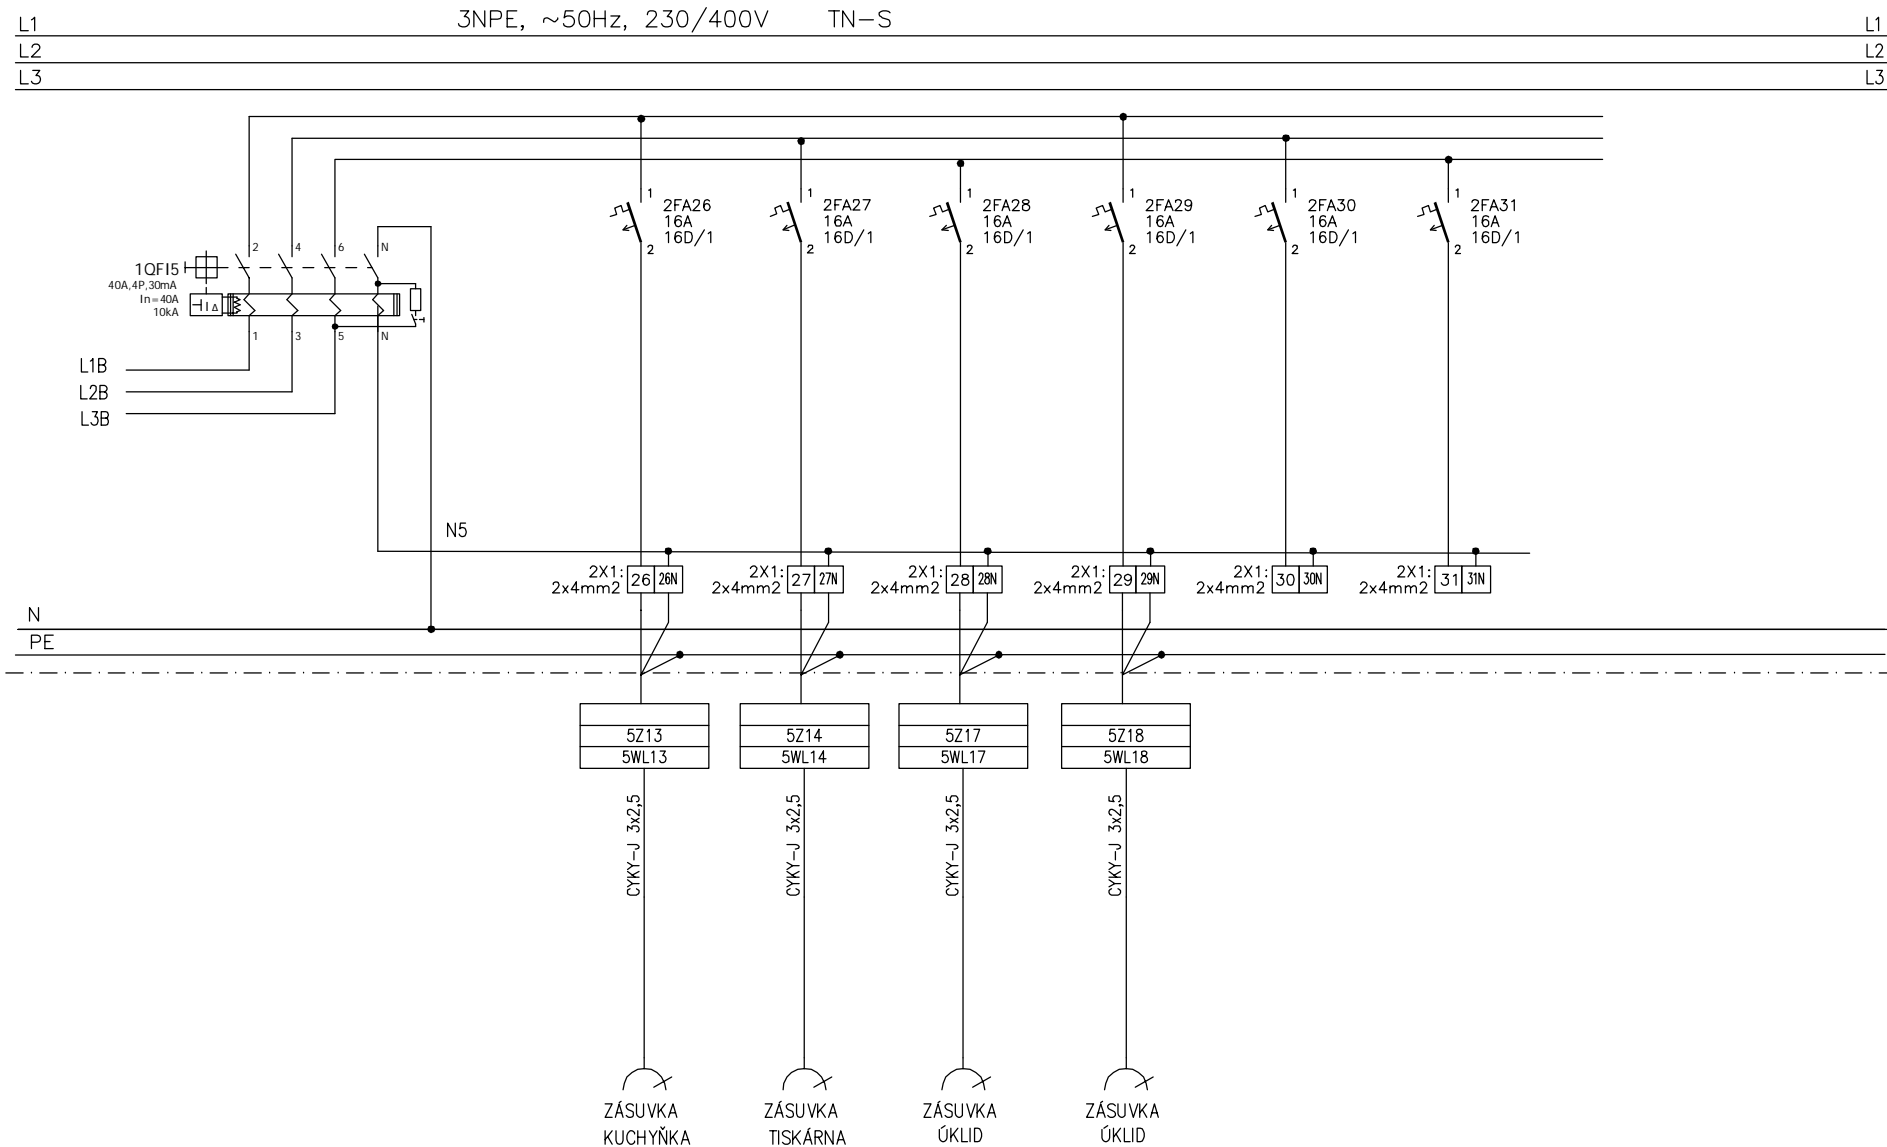 3NPE, ~50Hz, 230/400V TN-S
L1 L1
L2 L2
L3 L3
1 1 1 1 1 1
2FA26 2FA27 2FA28 2FA29 2FA30 2FA31
16A 16A 16A 16A 16A 16A
16D/1 16D/1 16D/1 16D/1 16D/1 16D/1
2 2 2 2 2 2
2 4 6 N
1QFI5
40A,4P,30mA
In=40A
10kA
I Δ
1 3 5 N
L1B
L2B
L3B
N5
2X1: 26 26N 2X1: 27 27N 2X1: 28 28N 2X1: 29 29N 2X1: 30 30N 2X1: 31 31N
2x4mm2 2x4mm2 2x4mm2 2x4mm2 2x4mm2 2x4mm2
N
PE
5Z13 5Z14 5Z17 5Z18
5WL13 5WL14 5WL17 5WL18
CYKY-J 3x2,5 CYKY-J 3x2,5 CYKY-J 3x2,5 CYKY-J 3x2,5
ZÁSUVKA ZÁSUVKA ZÁSUVKA ZÁSUVKA
KUCHYŇKA TISKÁRNA ÚKLID ÚKLID